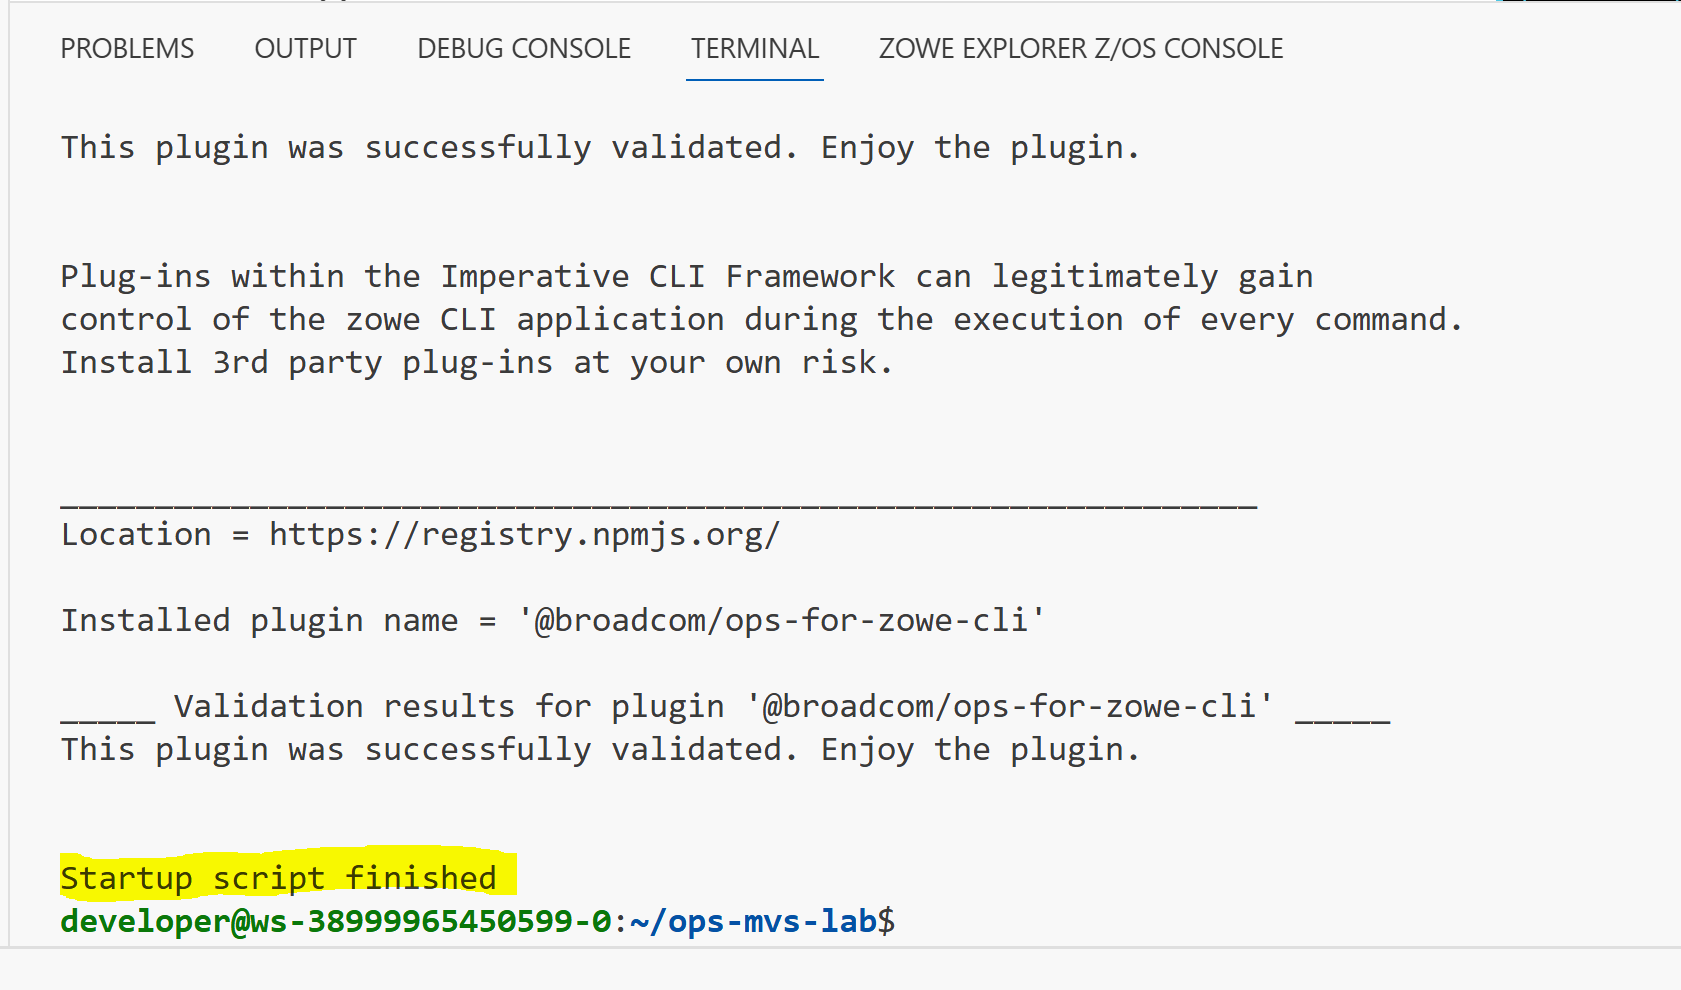 PROBLEMS OUTPUT DEBUG CONSOLE TERMINAL ZOWE EXPLORER Z/OS CONSOLE
This plugin was successfully validated. Enjoy the plugin.
Plug-ins within the Imperative CLI Framework can legitimately gain
control of the zowe CLI application during the execution of every command.
Install 3rd party plug-ins at your own risk.
_______________________________________________________________
Location = https://registry.npmjs.org/
Installed plugin name = '@broadcom/ops-for-zowe-cli'
_____ Validation results for plugin '@broadcom/ops-for-zowe-cli' _____
This plugin was successfully validated. Enjoy the plugin.
Startup script finished
developer@ws-38999965450599-0:~/ops-mvs-lab$